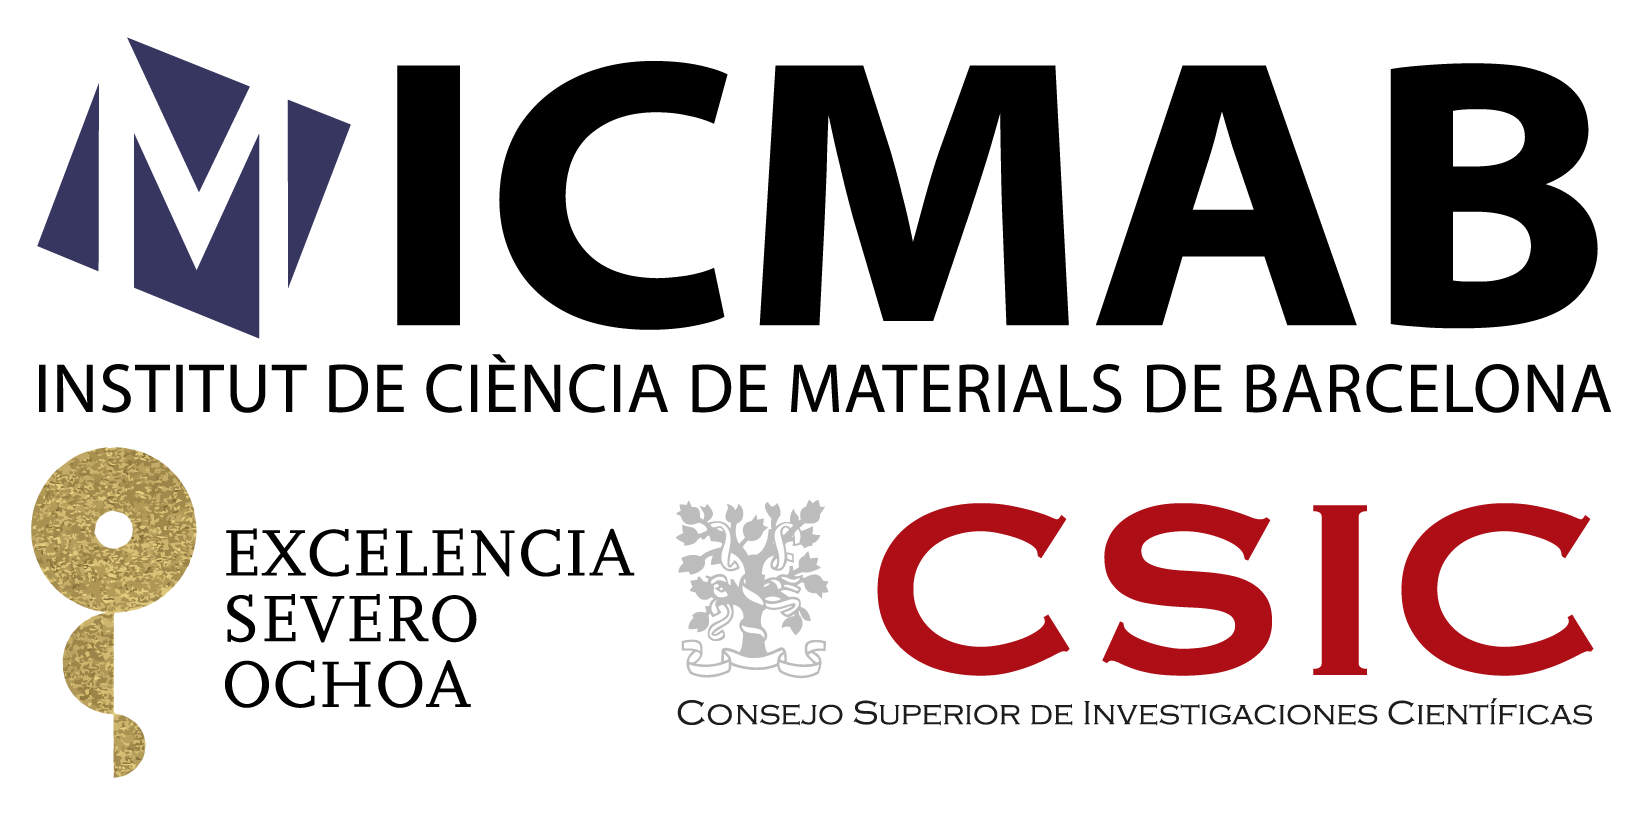 M ICMAB
INSTITUT DE CIÈNCIA DE MATERIALS DE BARCELONA
EXCELENCIA
SEVERO
OCHOA
CSIC
CONSEJO SUPERIOR DE INVESTIGACIONES CIENTÍFICAS